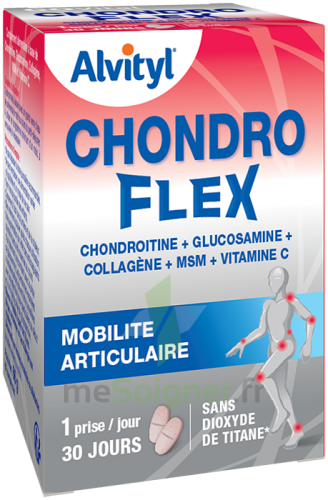 Alvityl®
CHONDRO
FLEX
CHONDROITINE + GLUCOSAMINE +
COLLAGÈNE + MSM + VITAMINE C
MOBILITE
ARTICULAIRE
1 prise / jour
30 JOURS
SANS
DIOXYDE
DE TITANE*
meSoigner.fr